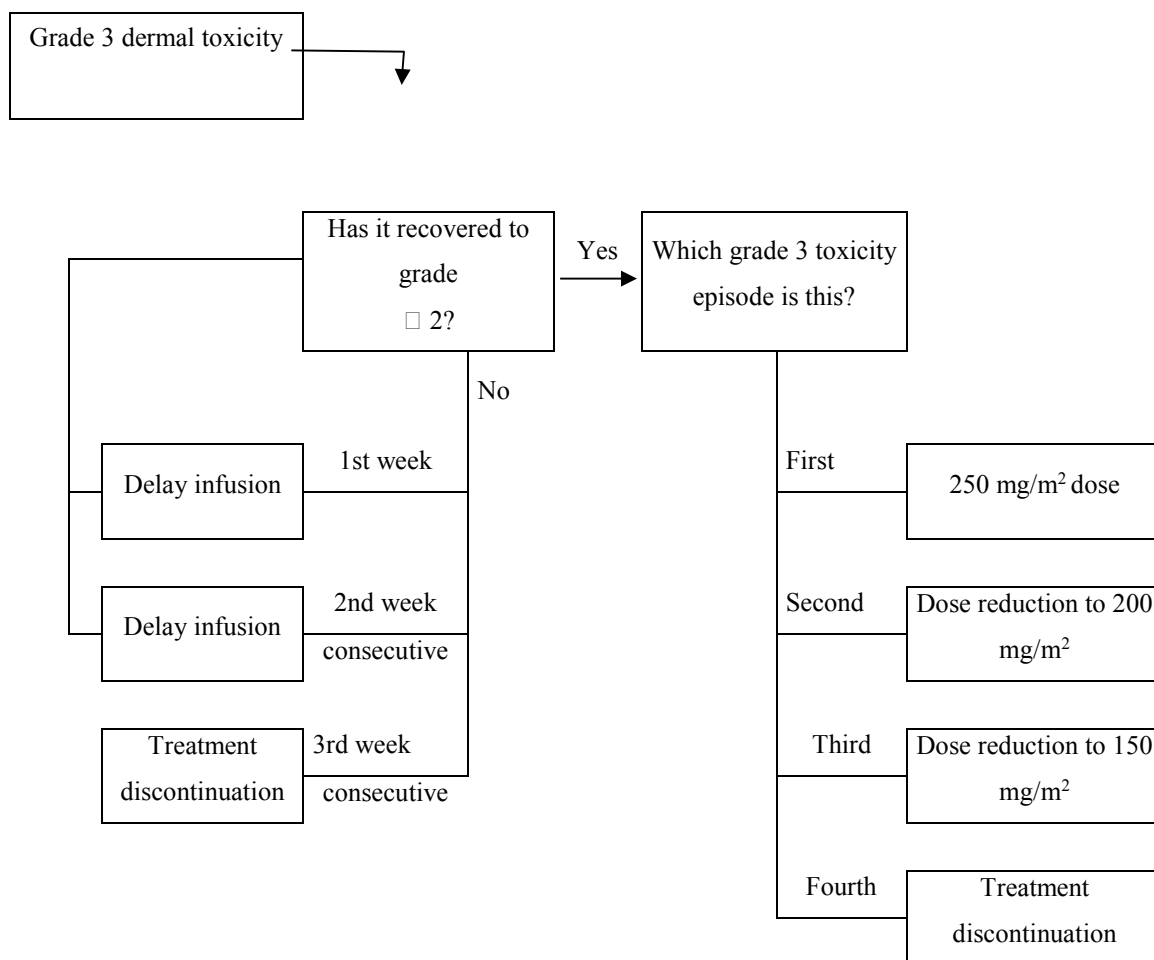 Grade 3 dermal toxicity
Has it recovered to
grade
□ 2?
Yes
Which grade 3 toxicity
episode is this?
No
1st week
Delay infusion
2nd week
Delay infusion
consecutive
Treatment
discontinuation
3rd week
consecutive
First
250 mg/m² dose
Second
Dose reduction to 200
mg/m²
Third
Dose reduction to 150
mg/m²
Fourth
Treatment
discontinuation